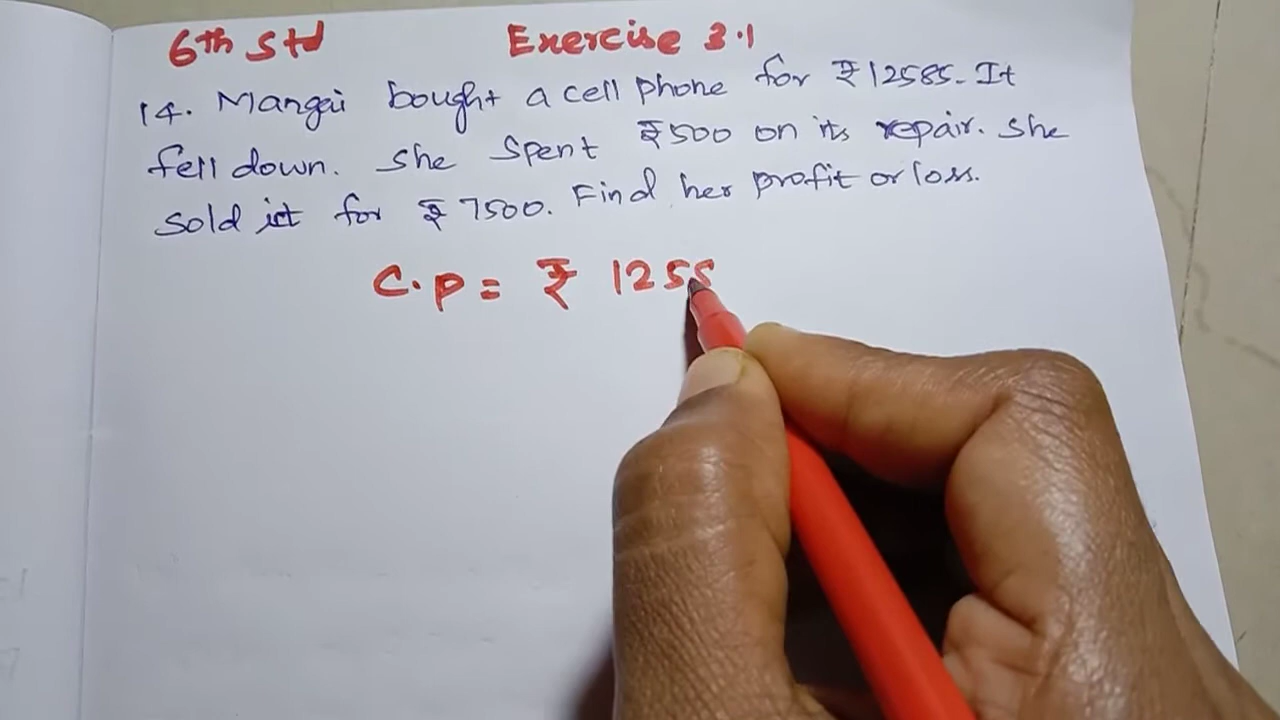 6th Std Exercise 3.1
14. Mangai bought a cell phone for ₹12585. It
fell down. She spent ₹500 on its repair. She
sold it for ₹7500. Find her profit or loss.
C.P = ₹ 1255